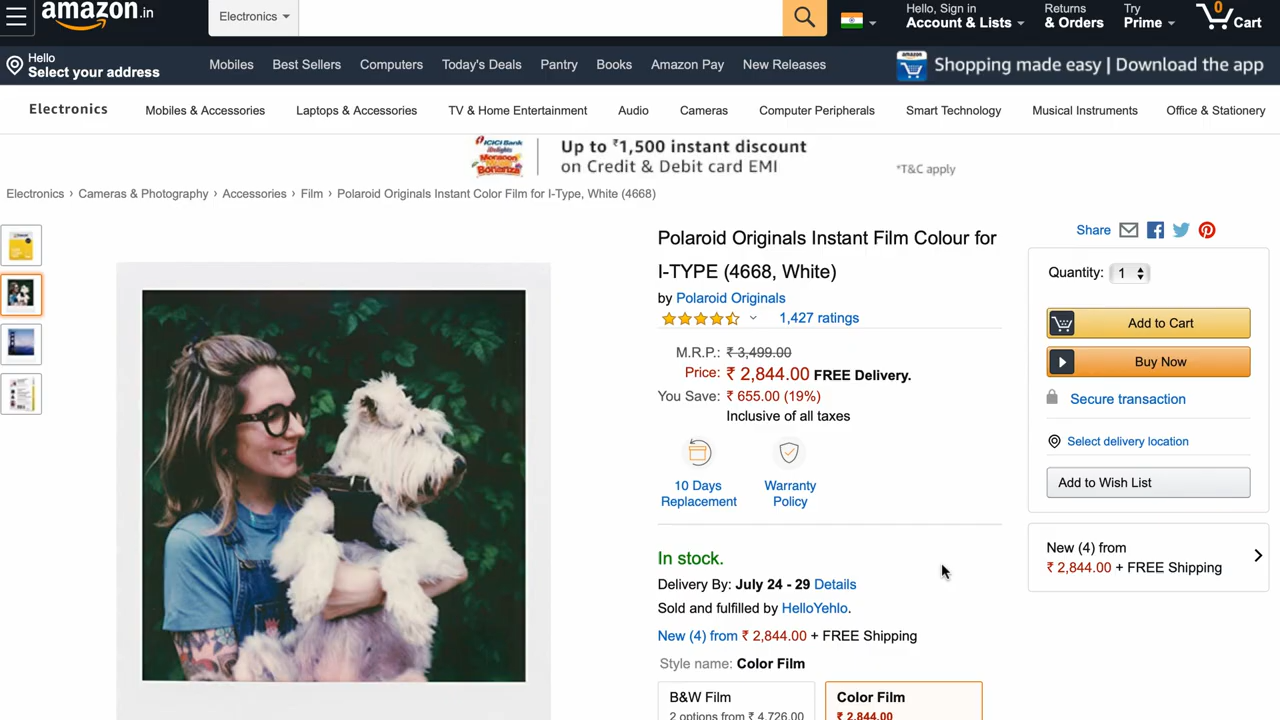 amazon.in
Electronics
Hello, Sign in
Account & Lists
Returns
& Orders
Try
Prime
0
Cart
Hello
Select your address
Mobiles
Best Sellers
Computers
Today's Deals
Pantry
Books
Amazon Pay
New Releases
amazon
Shopping made easy | Download the app
Electronics
Mobiles & Accessories
Laptops & Accessories
TV & Home Entertainment
Audio
Cameras
Computer Peripherals
Smart Technology
Musical Instruments
Office & Stationery
ICICI Bank
Delights
Monsoon
Bonanza
Up to ₹1,500 instant discount
on Credit & Debit card EMI
*T&C apply
Electronics › Cameras & Photography › Accessories › Film › Polaroid Originals Instant Color Film for I-Type, White (4668)
Polaroid Originals Instant Film Colour for
I-TYPE (4668, White)
by Polaroid Originals
1,427 ratings
M.R.P.: ₹ 3,499.00
Price: ₹ 2,844.00 FREE Delivery.
You Save: ₹ 655.00 (19%)
Inclusive of all taxes
10 Days
Replacement
Warranty
Policy
In stock.
Delivery By: July 24 - 29 Details
Sold and fulfilled by HelloYehlo.
New (4) from ₹ 2,844.00 + FREE Shipping
Style name: Color Film
B&W Film
2 options from ₹ 4,726.00
Color Film
₹ 2,844.00
Share
Quantity: 1
Add to Cart
Buy Now
Secure transaction
Select delivery location
Add to Wish List
New (4) from
₹ 2,844.00 + FREE Shipping